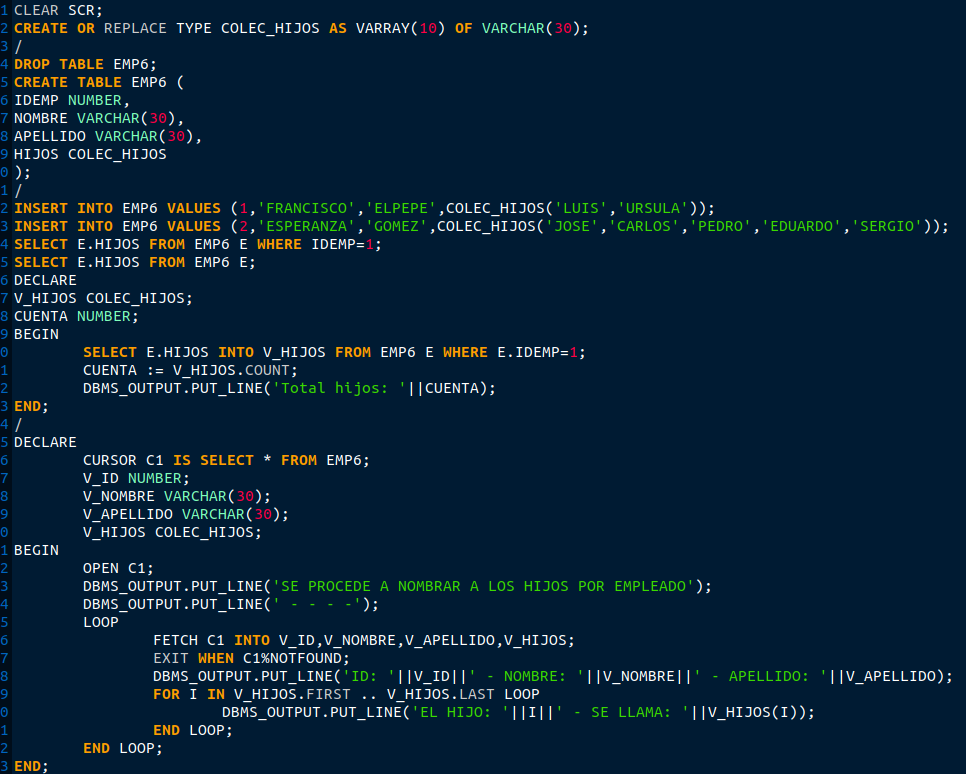 1 CLEAR SCR;
2 CREATE OR REPLACE TYPE COLEC_HIJOS AS VARRAY(10) OF VARCHAR(30);
3 /
4 DROP TABLE EMP6;
5 CREATE TABLE EMP6 (
6 IDEMP NUMBER,
7 NOMBRE VARCHAR(30),
8 APELLIDO VARCHAR(30),
9 HIJOS COLEC_HIJOS
0 );
1 /
2 INSERT INTO EMP6 VALUES (1,'FRANCISCO','ELPEPE',COLEC_HIJOS('LUIS','URSULA'));
3 INSERT INTO EMP6 VALUES (2,'ESPERANZA','GOMEZ',COLEC_HIJOS('JOSE','CARLOS','PEDRO','EDUARDO','SERGIO'));
4 SELECT E.HIJOS FROM EMP6 E WHERE IDEMP=1;
5 SELECT E.HIJOS FROM EMP6 E;
6 DECLARE
7 V_HIJOS COLEC_HIJOS;
8 CUENTA NUMBER;
9 BEGIN
0 SELECT E.HIJOS INTO V_HIJOS FROM EMP6 E WHERE E.IDEMP=1;
1 CUENTA := V_HIJOS.COUNT;
2 DBMS_OUTPUT.PUT_LINE('Total hijos: '||CUENTA);
3 END;
4 /
5 DECLARE
6 CURSOR C1 IS SELECT * FROM EMP6;
7 V_ID NUMBER;
8 V_NOMBRE VARCHAR(30);
9 V_APELLIDO VARCHAR(30);
0 V_HIJOS COLEC_HIJOS;
1 BEGIN
2 OPEN C1;
3 DBMS_OUTPUT.PUT_LINE('SE PROCEDE A NOMBRAR A LOS HIJOS POR EMPLEADO');
4 DBMS_OUTPUT.PUT_LINE(' - - - -');
5 LOOP
6 FETCH C1 INTO V_ID,V_NOMBRE,V_APELLIDO,V_HIJOS;
7 EXIT WHEN C1%NOTFOUND;
8 DBMS_OUTPUT.PUT_LINE('ID: '||V_ID||' - NOMBRE: '||V_NOMBRE||' - APELLIDO: '||V_APELLIDO);
9 FOR I IN V_HIJOS.FIRST .. V_HIJOS.LAST LOOP
0 DBMS_OUTPUT.PUT_LINE('EL HIJO: '||I||' - SE LLAMA: '||V_HIJOS(I));
1 END LOOP;
2 END LOOP;
3 END;